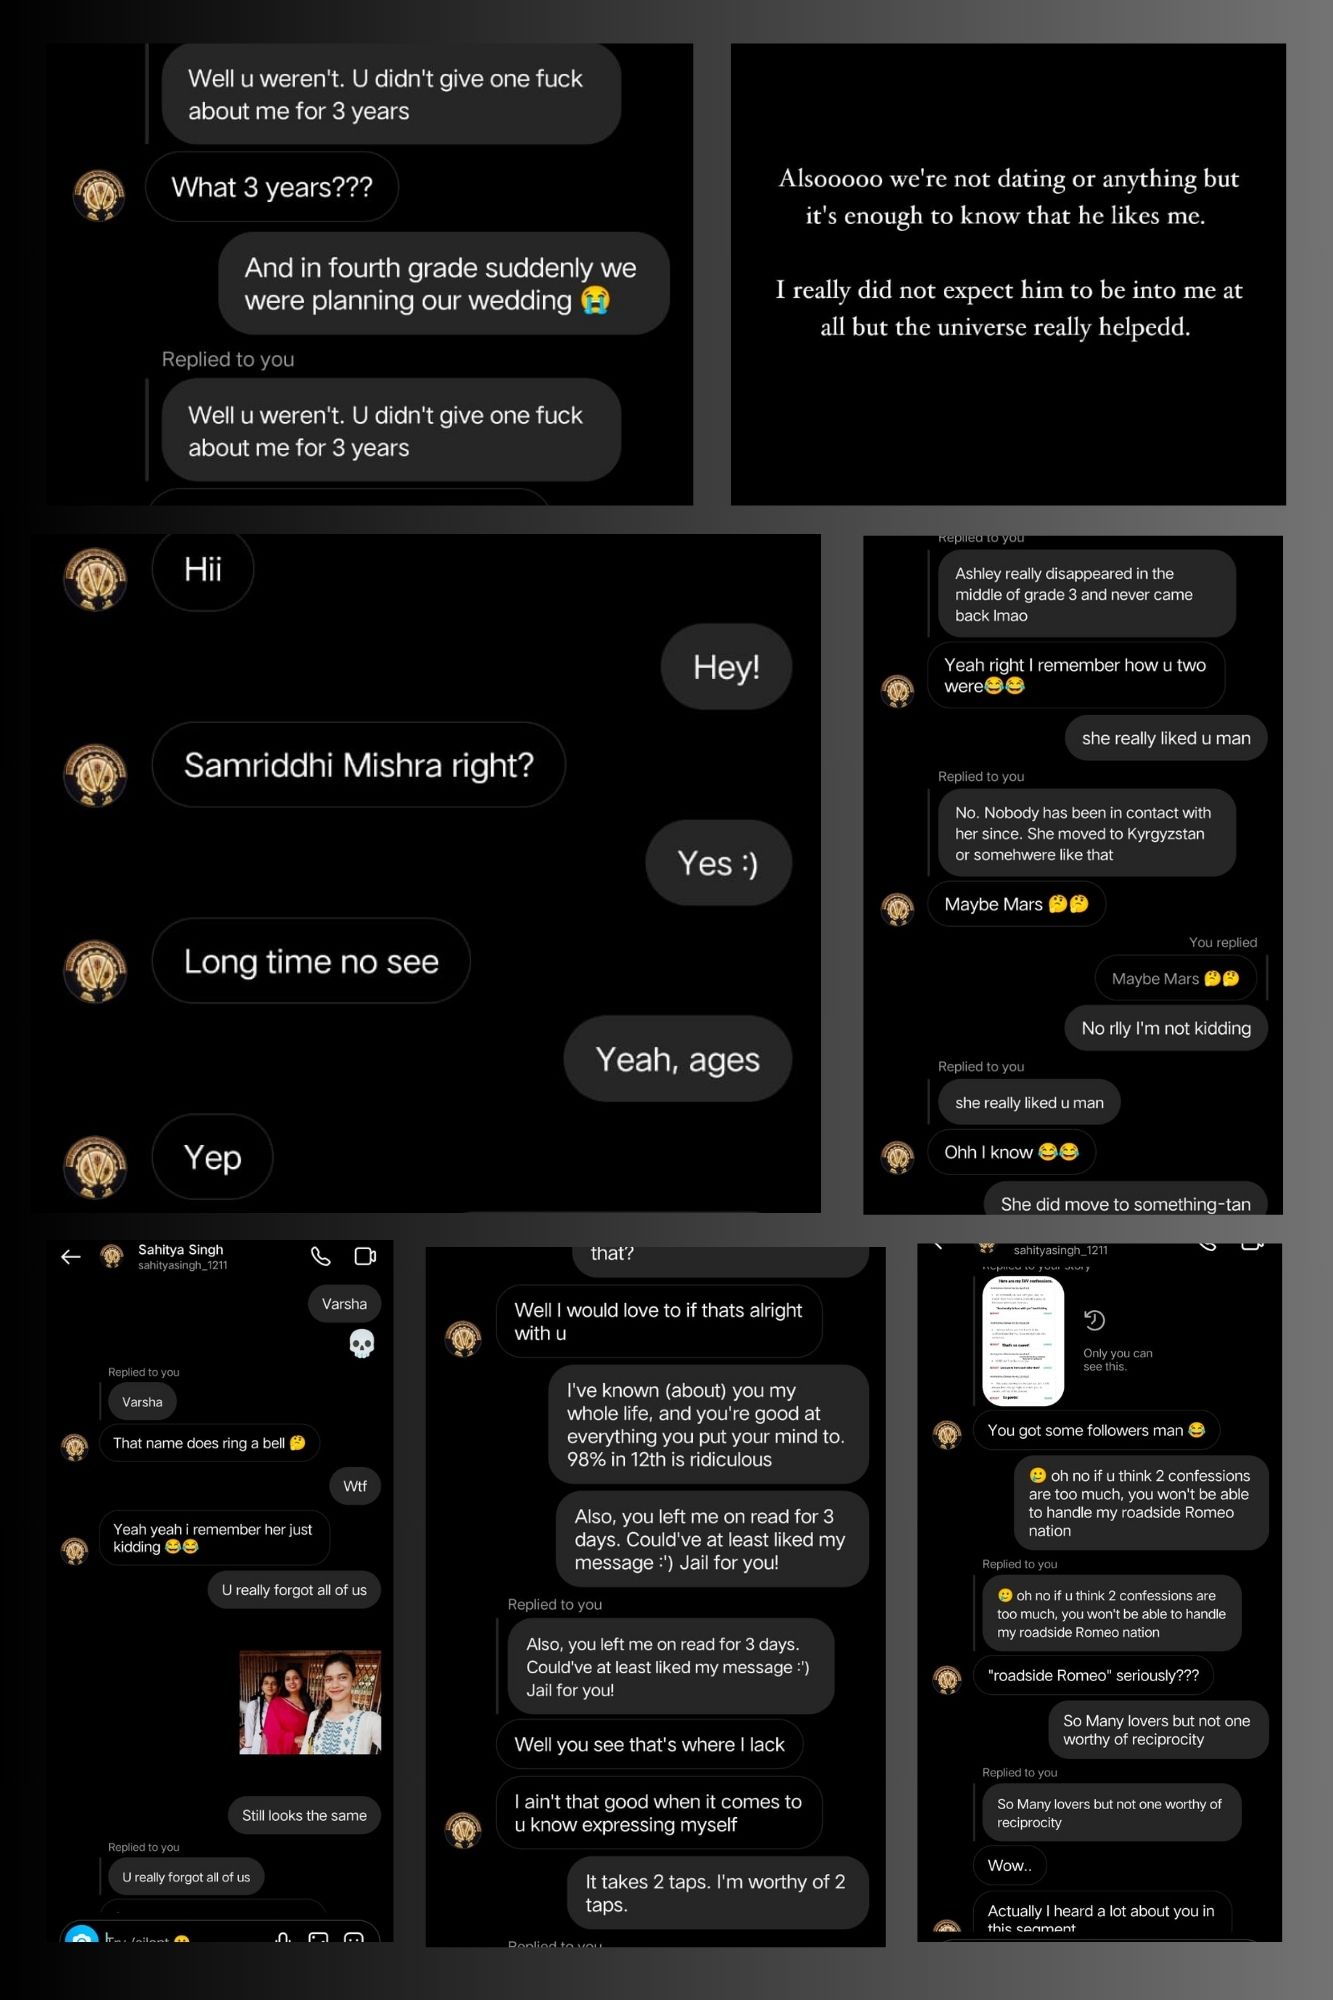 Well u weren't. U didn't give one fuck
about me for 3 years
What 3 years???
And in fourth grade suddenly we
were planning our wedding 😭
Replied to you
Well u weren't. U didn't give one fuck
about me for 3 years
Alsooooo we're not dating or anything but
it's enough to know that he likes me.
I really did not expect him to be into me at
all but the universe really helpedd.
Hii
Hey!
Samriddhi Mishra right?
Yes :)
Long time no see
Yeah, ages
Yep
Replied to you
Ashley really disappeared in the
middle of grade 3 and never came
back lmao
Yeah right I remember how u two
were😂😂
she really liked u man
Replied to you
No. Nobody has been in contact with
her since. She moved to Kyrgyzstan
or somehwere like that
Maybe Mars 🤔🤔
You replied
Maybe Mars 🤔🤔
No rlly I'm not kidding
Replied to you
she really liked u man
Ohh I know 😂😂
She did move to something-tan
Sahitya Singh
sahityasingh_1211
Varsha
💀
Replied to you
Varsha
That name does ring a bell 🤔
Wtf
Yeah yeah i remember her just
kidding 😂😂
U really forgot all of us
Still looks the same
Replied to you
U really forgot all of us
that?
Well I would love to if thats alright
with u
I've known (about) you my
whole life, and you're good at
everything you put your mind to.
98% in 12th is ridiculous
Also, you left me on read for 3
days. Could've at least liked my
message :') Jail for you!
Replied to you
Also, you left me on read for 3 days.
Could've at least liked my message :')
Jail for you!
Well you see that's where I lack
I ain't that good when it comes to
u know expressing myself
It takes 2 taps. I'm worthy of 2
taps.
Replied to you
sahityasingh_1211
Replied to your story
Only you can
see this.
You got some followers man 😂
🥲 oh no if u think 2 confessions
are too much, you won't be able
to handle my roadside Romeo
nation
Replied to you
🥲 oh no if u think 2 confessions are
too much, you won't be able to handle
my roadside Romeo nation
"roadside Romeo" seriously???
So Many lovers but not one
worthy of reciprocity
Replied to you
So Many lovers but not one worthy of
reciprocity
Wow..
Actually I heard a lot about you in
this segment